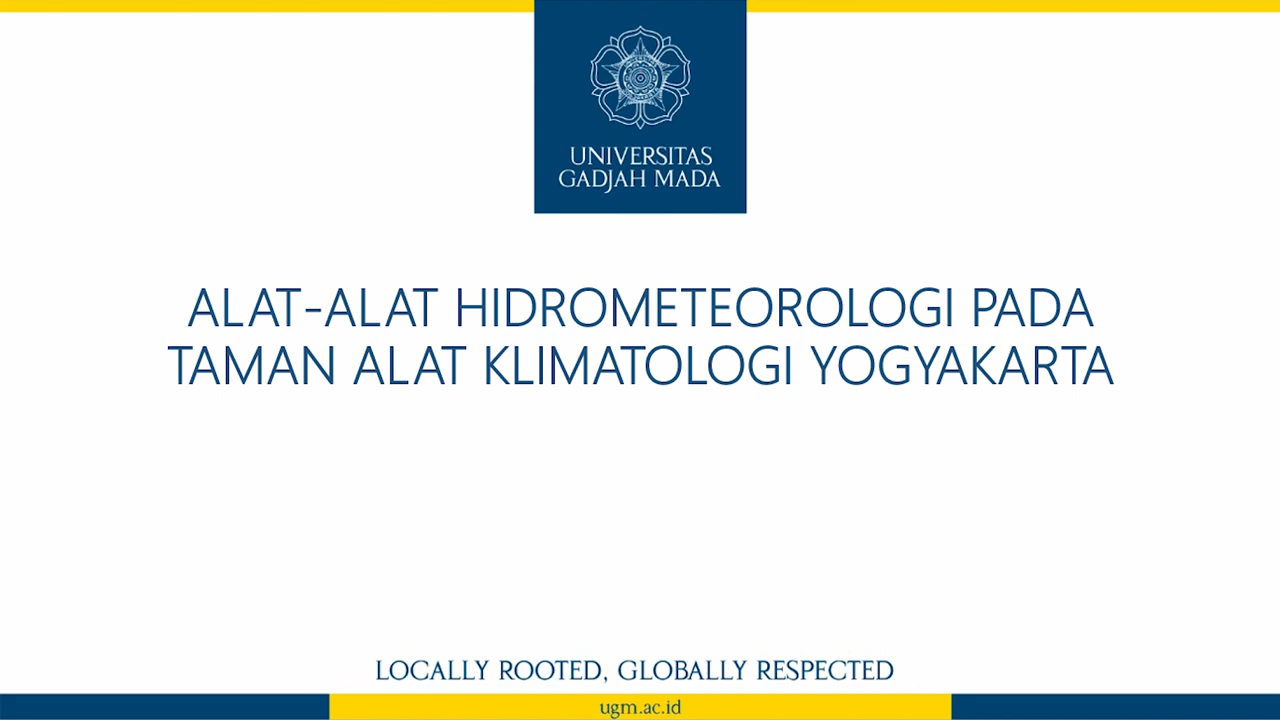 UNIVERSITAS
GADJAH MADA
ALAT-ALAT HIDROMETEOROLOGI PADA
TAMAN ALAT KLIMATOLOGI YOGYAKARTA
LOCALLY ROOTED, GLOBALLY RESPECTED
ugm.ac.id